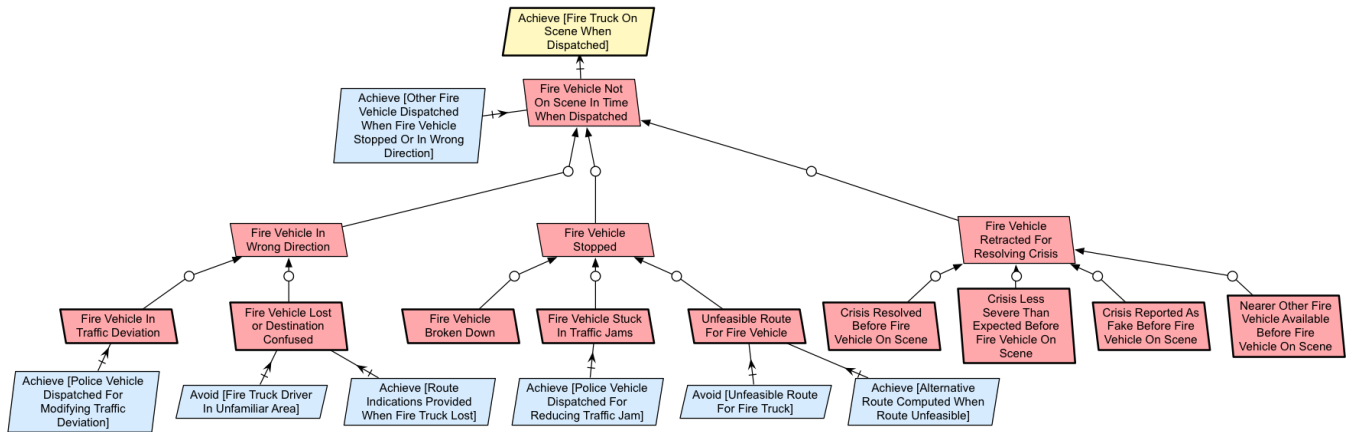 Achieve [Fire Truck On
Scene When
Dispatched]
Fire Vehicle Not
On Scene In Time
When Dispatched
Achieve [Other Fire
Vehicle Dispatched
When Fire Vehicle
Stopped Or In Wrong
Direction]
Fire Vehicle In
Wrong Direction
Fire Vehicle
Stopped
Fire Vehicle
Retracted For
Resolving Crisis
Fire Vehicle In
Traffic Deviation
Fire Vehicle Lost
or Destination
Confused
Fire Vehicle
Broken Down
Fire Vehicle Stuck
In Traffic Jams
Unfeasible Route
For Fire Vehicle
Crisis Resolved
Before Fire
Vehicle On Scene
Crisis Less
Severe Than
Expected Before
Fire Vehicle On
Scene
Crisis Reported As
Fake Before Fire
Vehicle On Scene
Nearer Other Fire
Vehicle Available
Before Fire
Vehicle On Scene
Achieve [Police Vehicle
Dispatched For
Modifying Traffic
Deviation]
Avoid [Fire Truck Driver
In Unfamiliar Area]
Achieve [Route
Indications Provided
When Fire Truck Lost]
Achieve [Police Vehicle
Dispatched For
Reducing Traffic Jam]
Avoid [Unfeasible Route
For Fire Truck]
Achieve [Alternative
Route Computed When
Route Unfeasible]